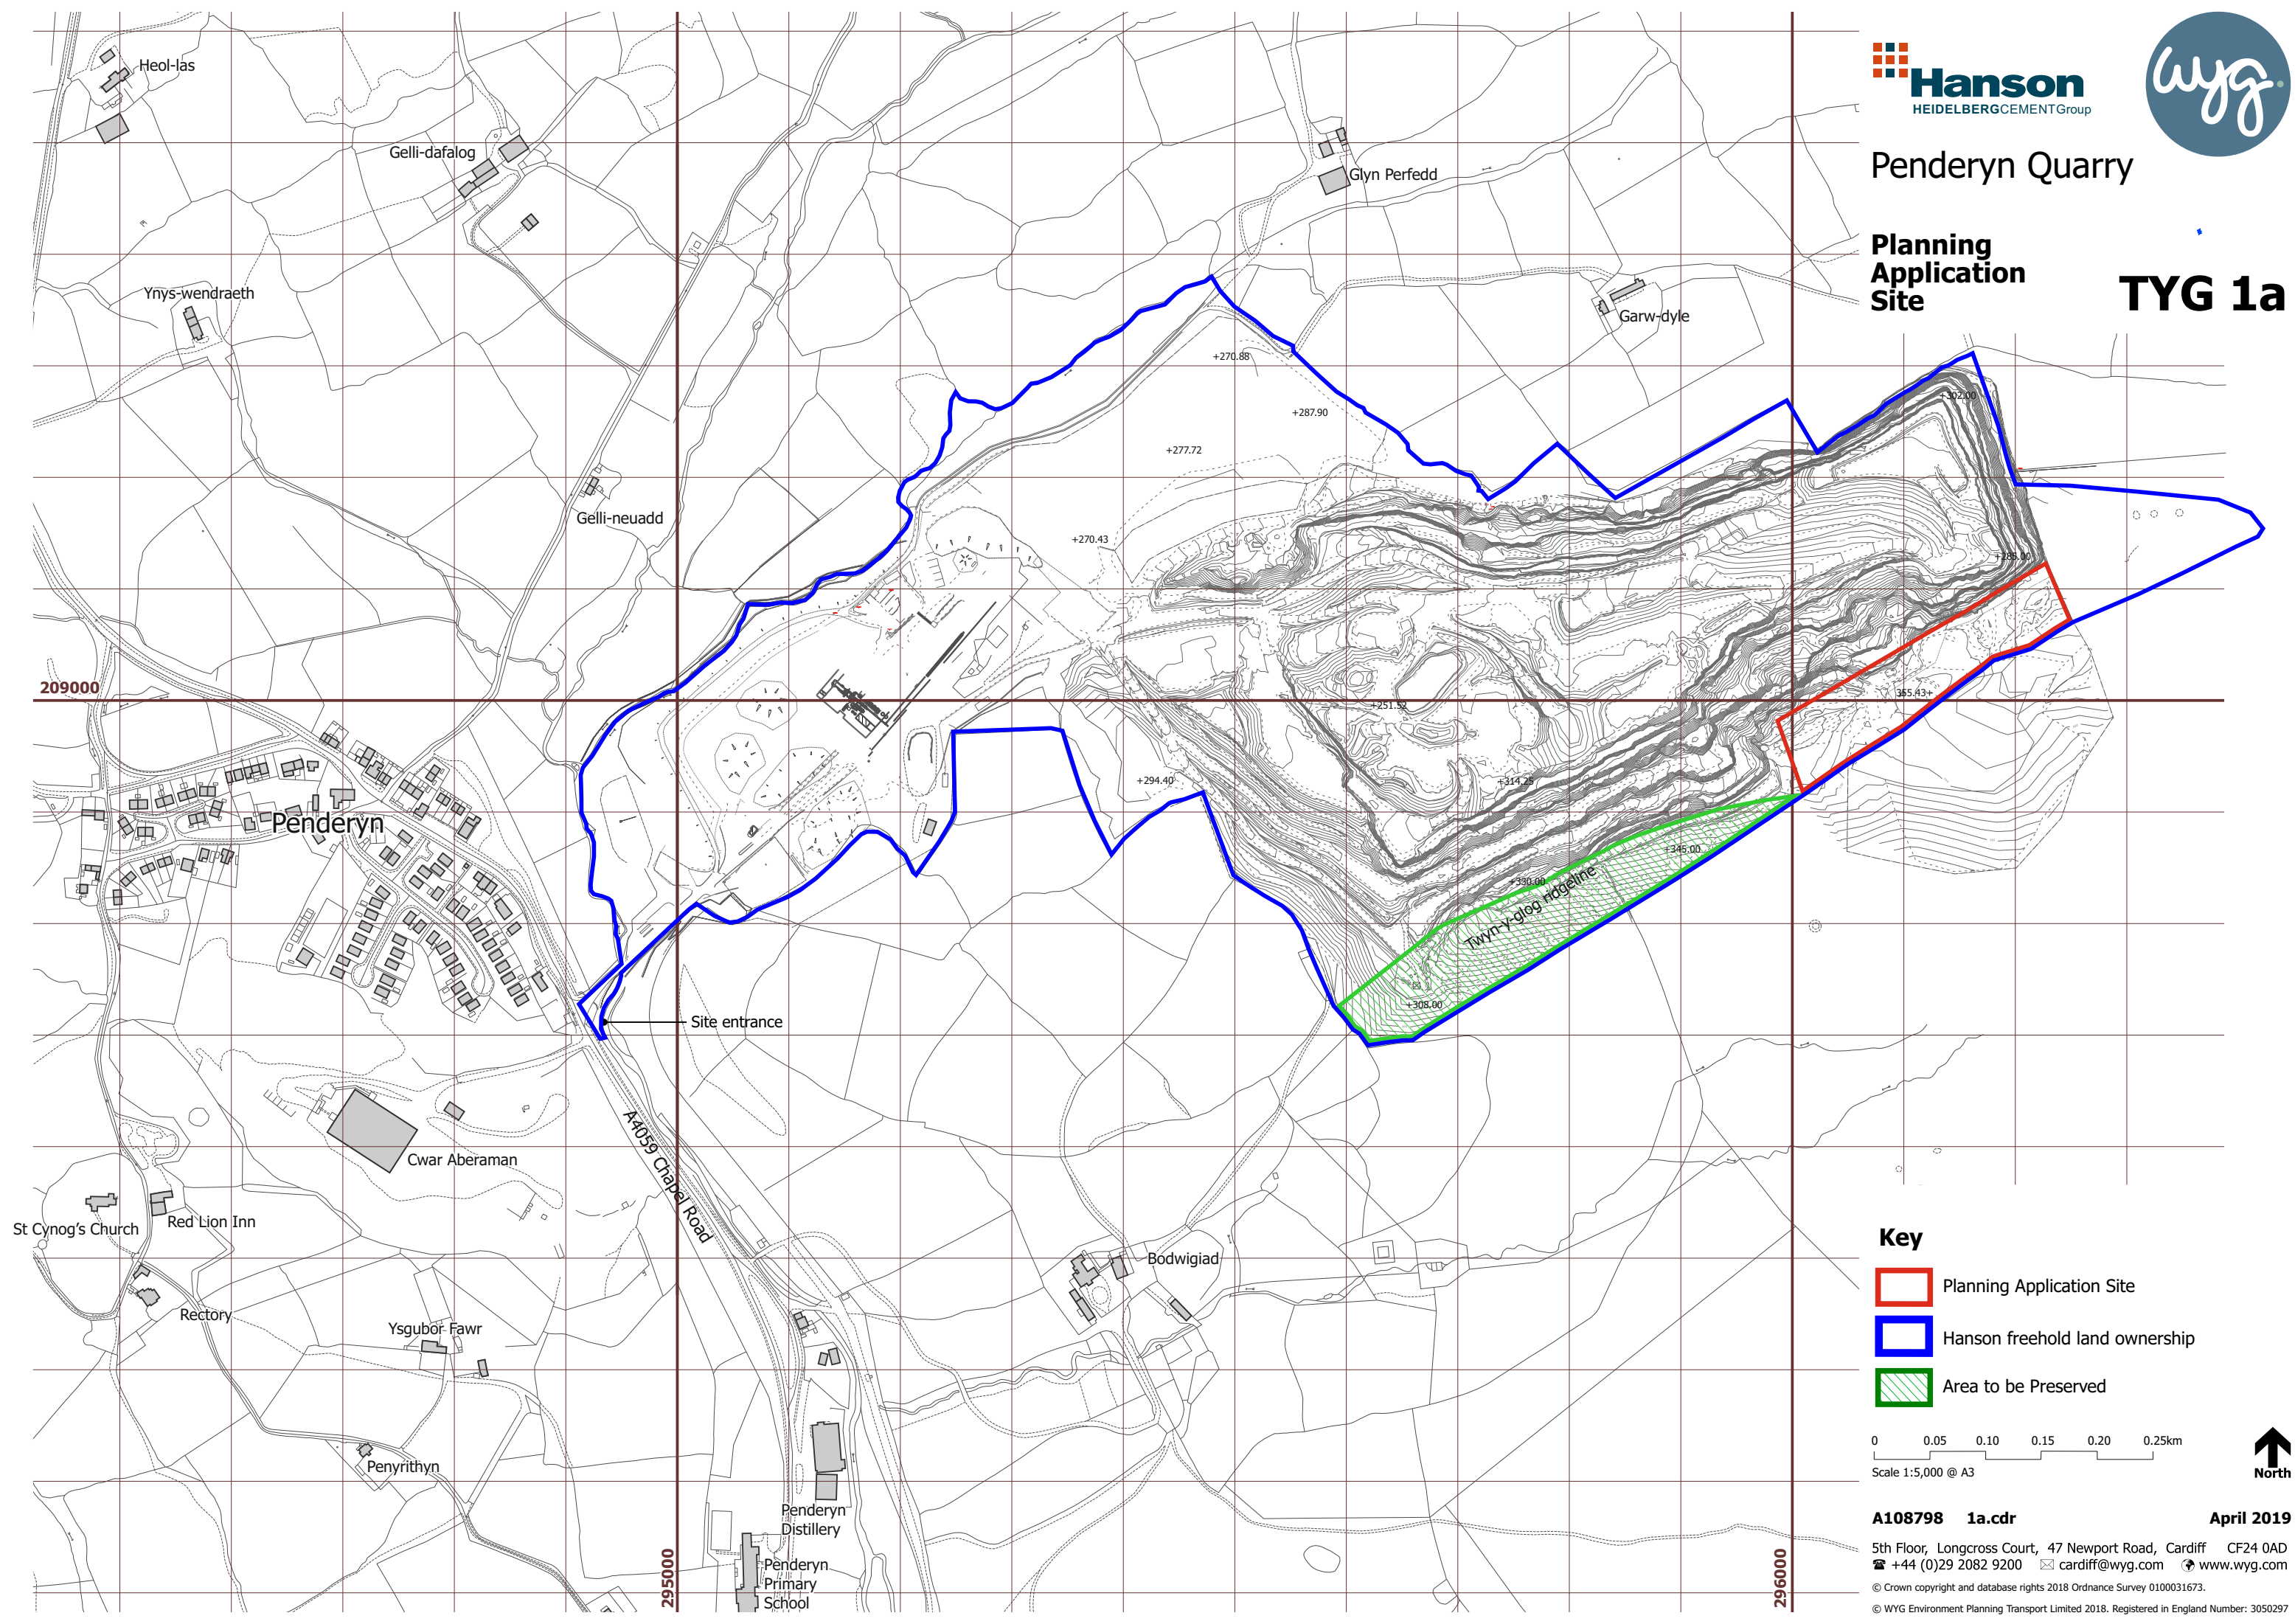 Hanson
HEIDELBERGCEMENTGroup
wyg
Penderyn Quarry
Planning
Application
Site
TYG 1a
Heol-las
Gelli-dafalog
Glyn Perfedd
Ynys-wendraeth
Garw-dyle
+270.88
+302.00
+287.90
+277.72
Gelli-neuadd
+270.43
+288.00
209000
355.43+
+251.52
+294.40
+314.25
Penderyn
+345.00
+330.00
Twyn-y-glog ridgeline
+308.00
Site entrance
A4059 Chapel Road
Cwar Aberaman
St Cynog's Church
Red Lion Inn
Bodwigiad
Rectory
Ysgubor Fawr
Penyrithyn
Penderyn
Distillery
Penderyn
Primary
School
295000
296000
Key
Planning Application Site
Hanson freehold land ownership
Area to be Preserved
0 0.05 0.10 0.15 0.20 0.25km
Scale 1:5,000 @ A3
North
A108798 1a.cdr April 2019
5th Floor, Longcross Court, 47 Newport Road, Cardiff CF24 0AD
☎ +44 (0)29 2082 9200 ✉ cardiff@wyg.com www.wyg.com
© Crown copyright and database rights 2018 Ordnance Survey 0100031673.
© WYG Environment Planning Transport Limited 2018. Registered in England Number: 3050297